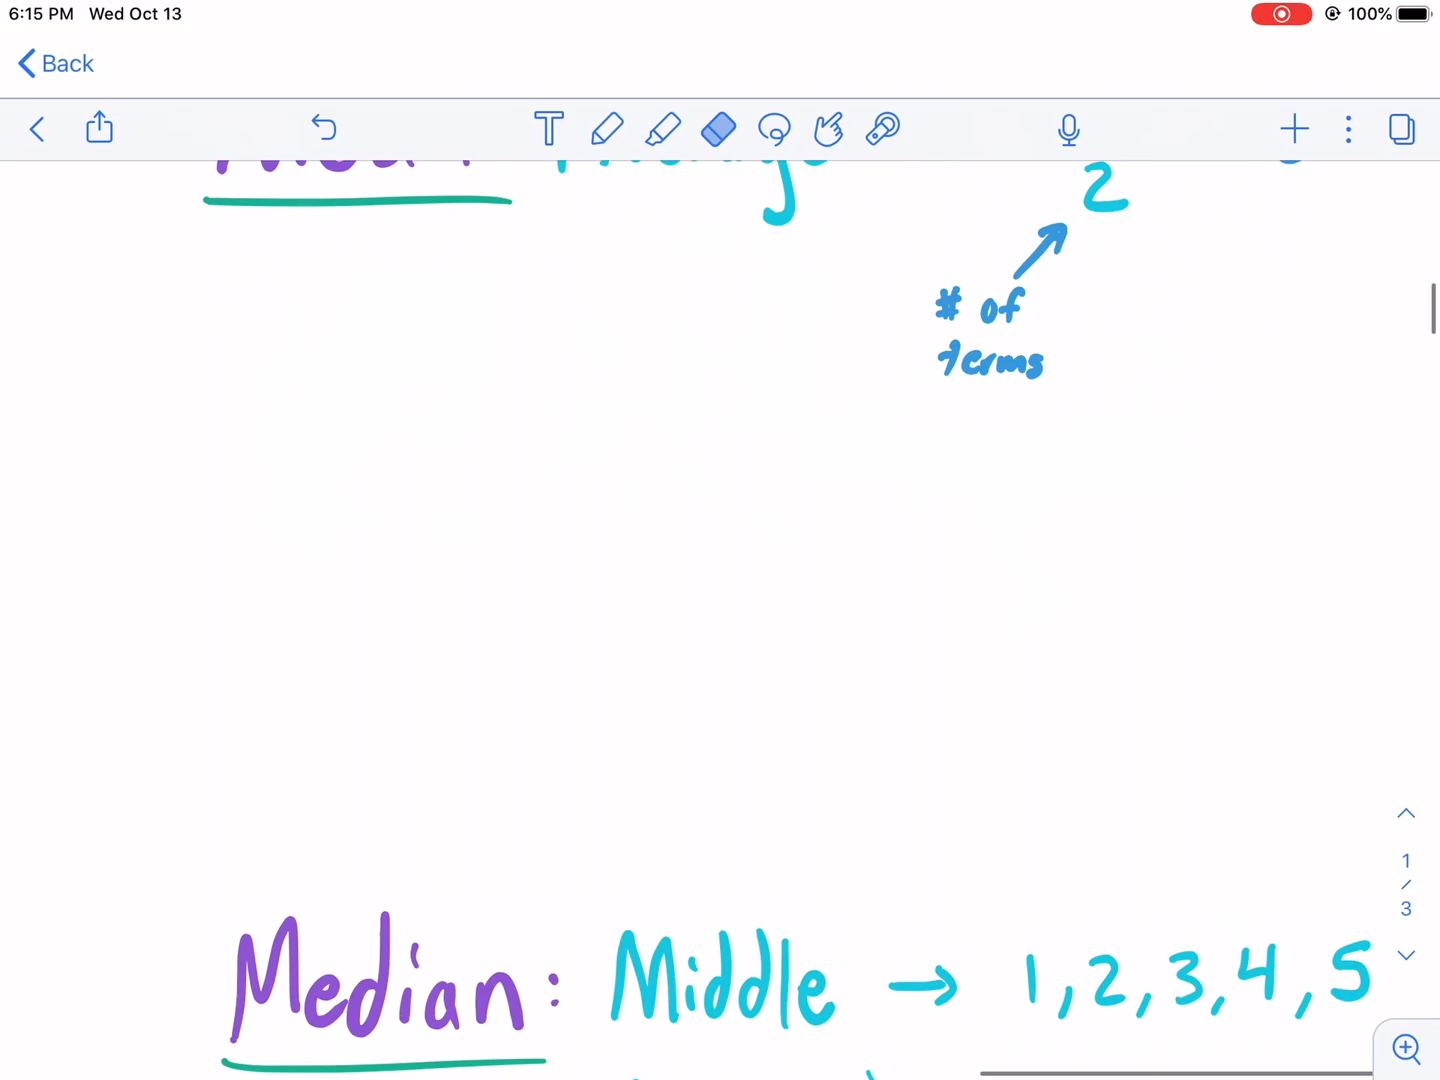 6:15 PM Wed Oct 13
100%
Back
2
# of
terms
1
/
3
Median: Middle → 1, 2, 3, 4, 5